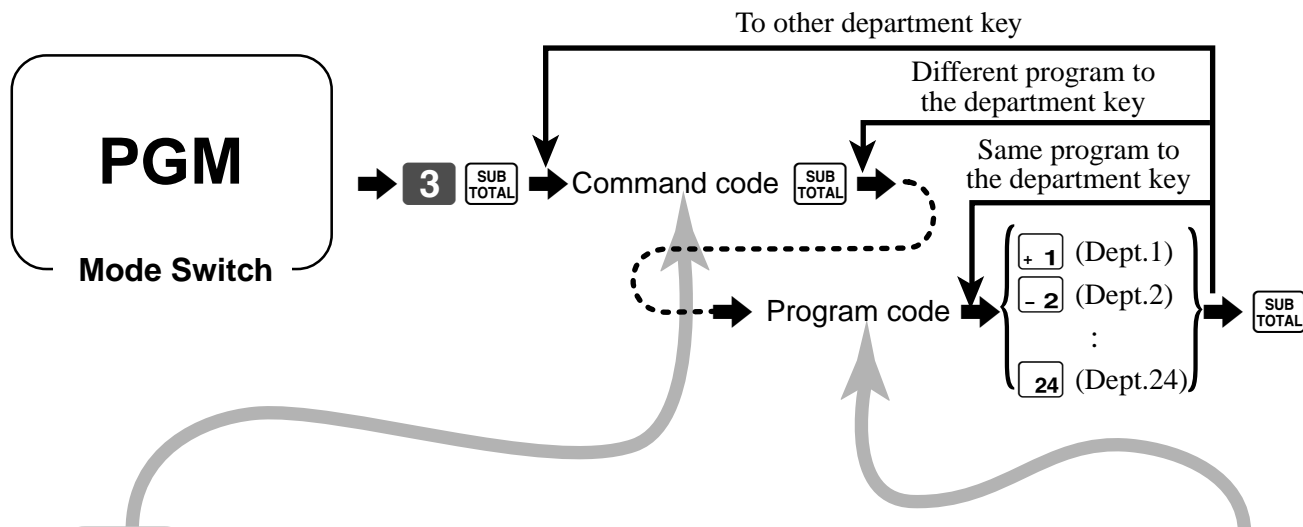 To other department key
Different program to
the department key
Same program to
the department key
PGM
Mode Switch
3 SUB TOTAL Command code SUB TOTAL
Program code
+ 1 (Dept.1)
- 2 (Dept.2)
:
24 (Dept.24)
SUB TOTAL